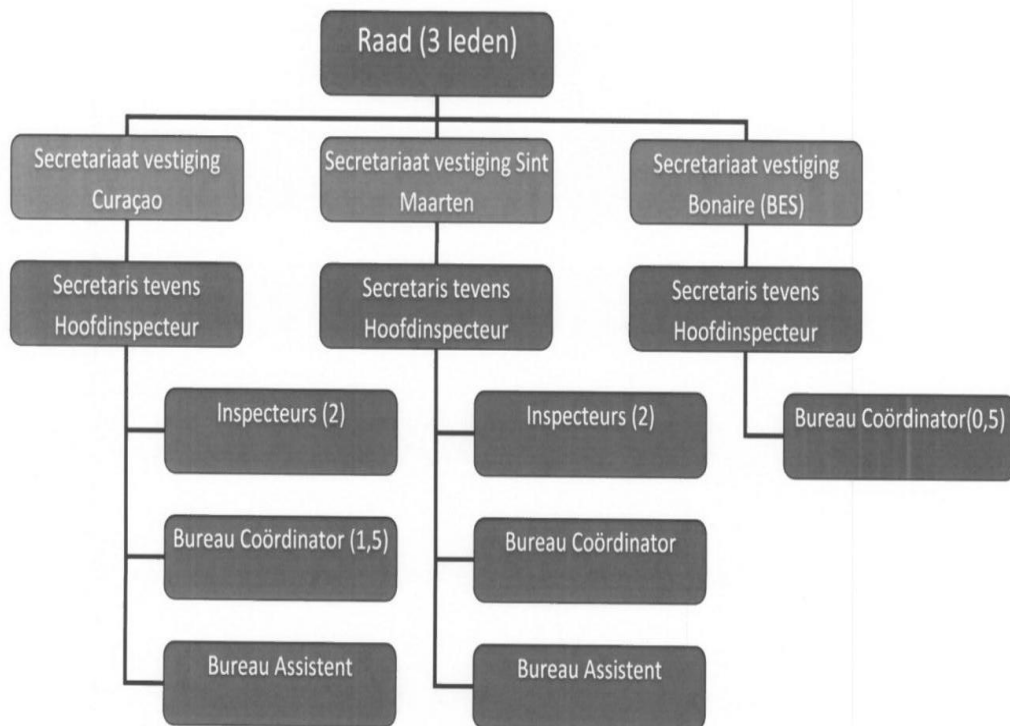 Raad (3 leden)
Secretariaat vestiging
Curaçao
Secretaris tevens
Hoofdinspecteur
Inspecteurs (2)
Bureau Coördinator (1,5)
Bureau Assistent
Secretariaat vestiging Sint
Maarten
Secretaris tevens
Hoofdinspecteur
Inspecteurs (2)
Bureau Coördinator
Bureau Assistent
Secretariaat vestiging
Bonaire (BES)
Secretaris tevens
Hoofdinspecteur
Bureau Coördinator(0,5)